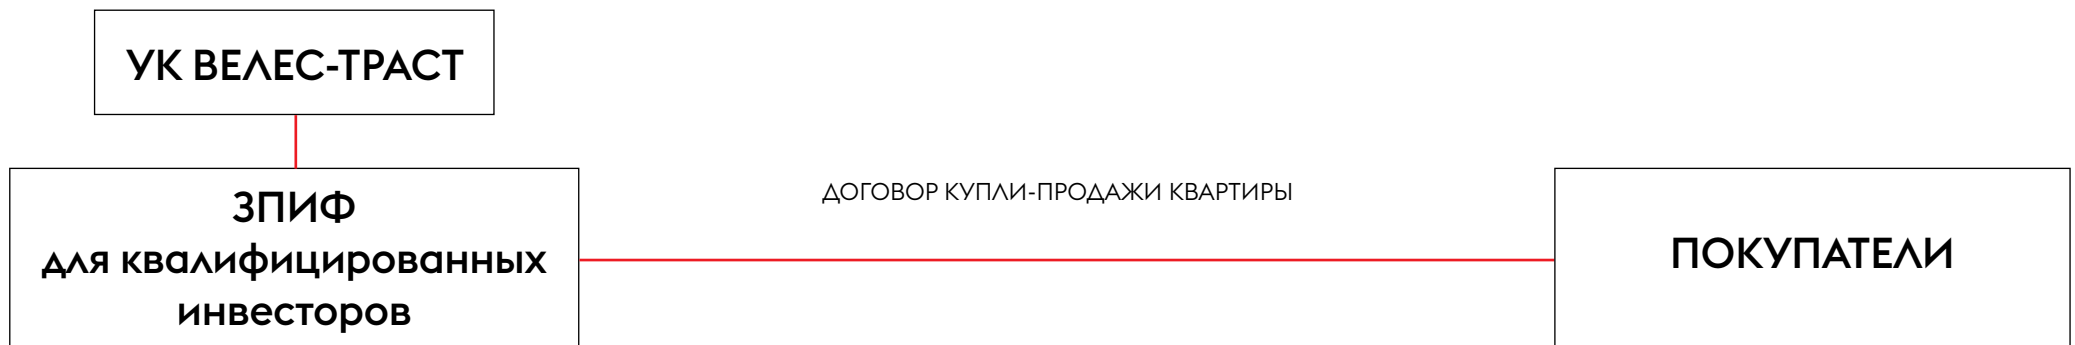 УК ВЕЛЕС-ТРАСТ
ЗПИФ
для квалифицированных
инвесторов
ДОГОВОР КУПЛИ-ПРОДАЖИ КВАРТИРЫ
ПОКУПАТЕЛИ